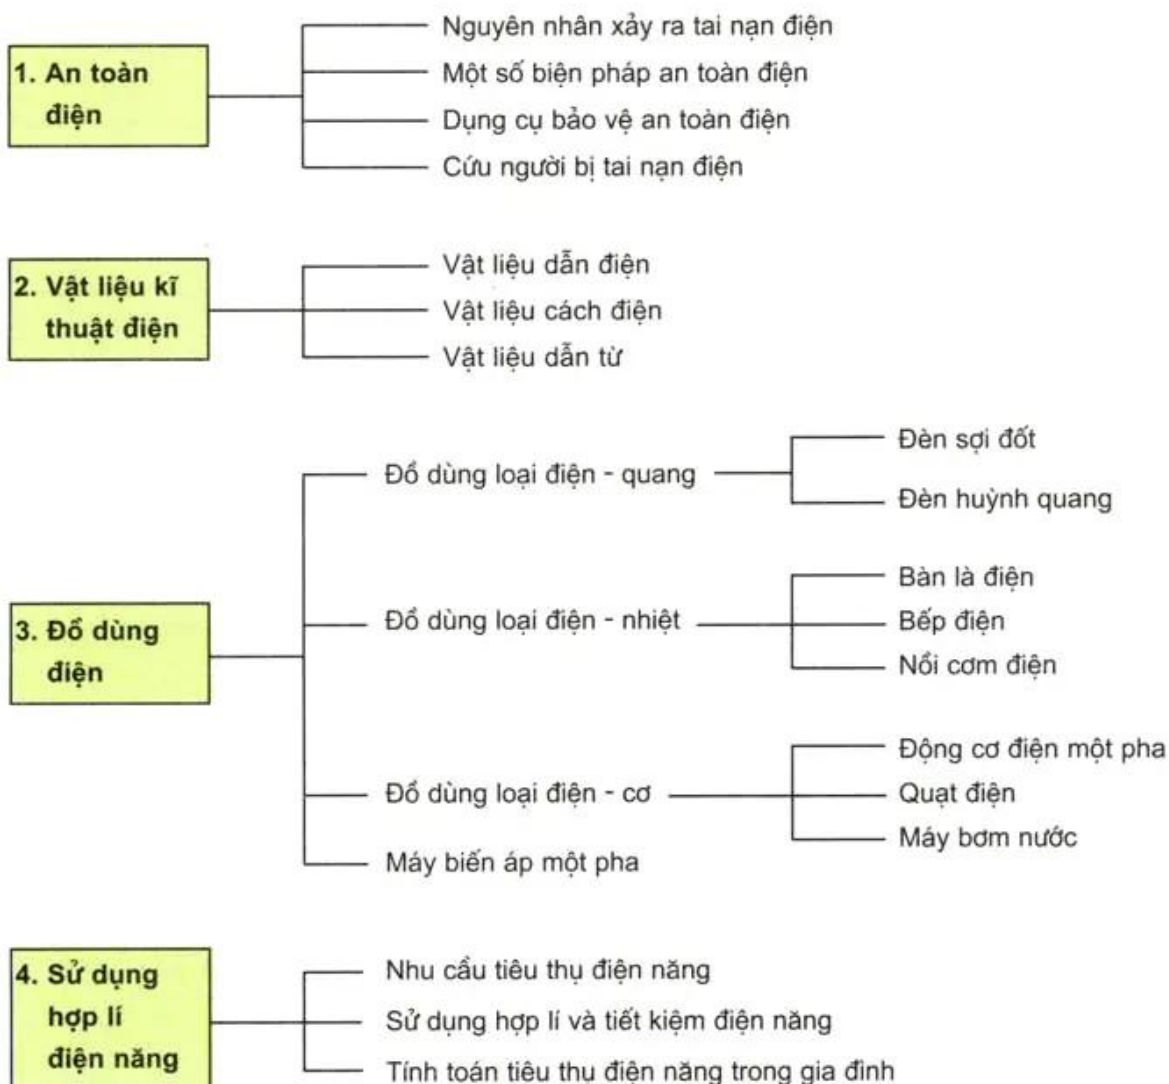 1. An toàn
điện
Nguyên nhân xảy ra tai nạn điện
Một số biện pháp an toàn điện
Dụng cụ bảo vệ an toàn điện
Cứu người bị tai nạn điện
2. Vật liệu kĩ
thuật điện
Vật liệu dẫn điện
Vật liệu cách điện
Vật liệu dẫn từ
3. Đồ dùng
điện
Đồ dùng loại điện - quang
Đèn sợi đốt
Đèn huỳnh quang
Đồ dùng loại điện - nhiệt
Bàn là điện
Bếp điện
Nồi cơm điện
Đồ dùng loại điện - cơ
Động cơ điện một pha
Quạt điện
Máy bơm nước
Máy biến áp một pha
4. Sử dụng
hợp lí
điện năng
Nhu cầu tiêu thụ điện năng
Sử dụng hợp lí và tiết kiệm điện năng
Tính toán tiêu thụ điện năng trong gia đình